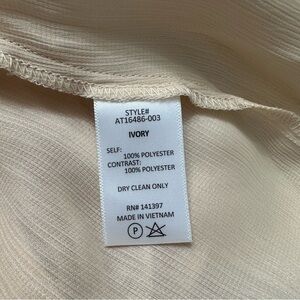 STYLE#
AT16486-003
IVORY
SELF:
100% POLYESTER
CONTRAST:
100% POLYESTER
DRY CLEAN ONLY
RN# 141397
MADE IN VIETNAM
P